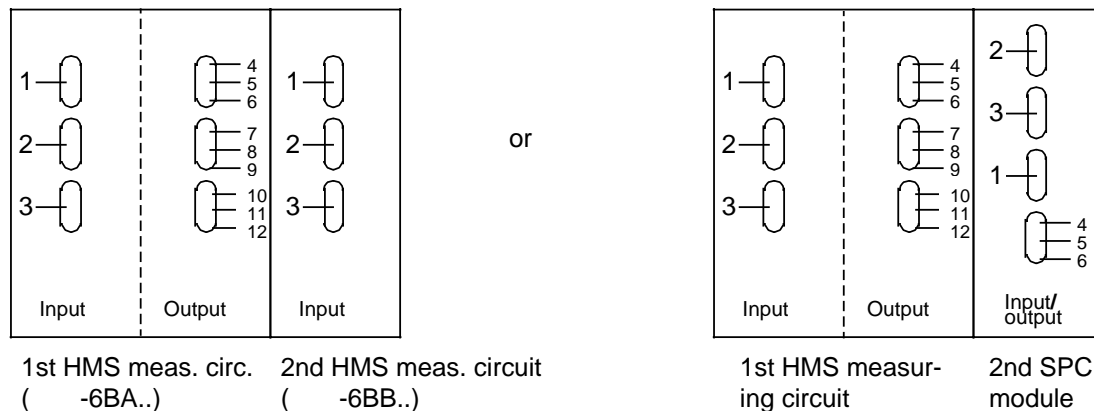 1
2
3
4
5
6
7
8
9
10
11
12
1
2
3
Input
Output
Input
1st HMS meas. circ.
( -6BA..)
2nd HMS meas. circuit
( -6BB..)
or
1
2
3
4
5
6
7
8
9
10
11
12
2
3
1
4
5
6
Input
Output
Input/
output
1st HMS measur-
ing circuit
2nd SPC
module